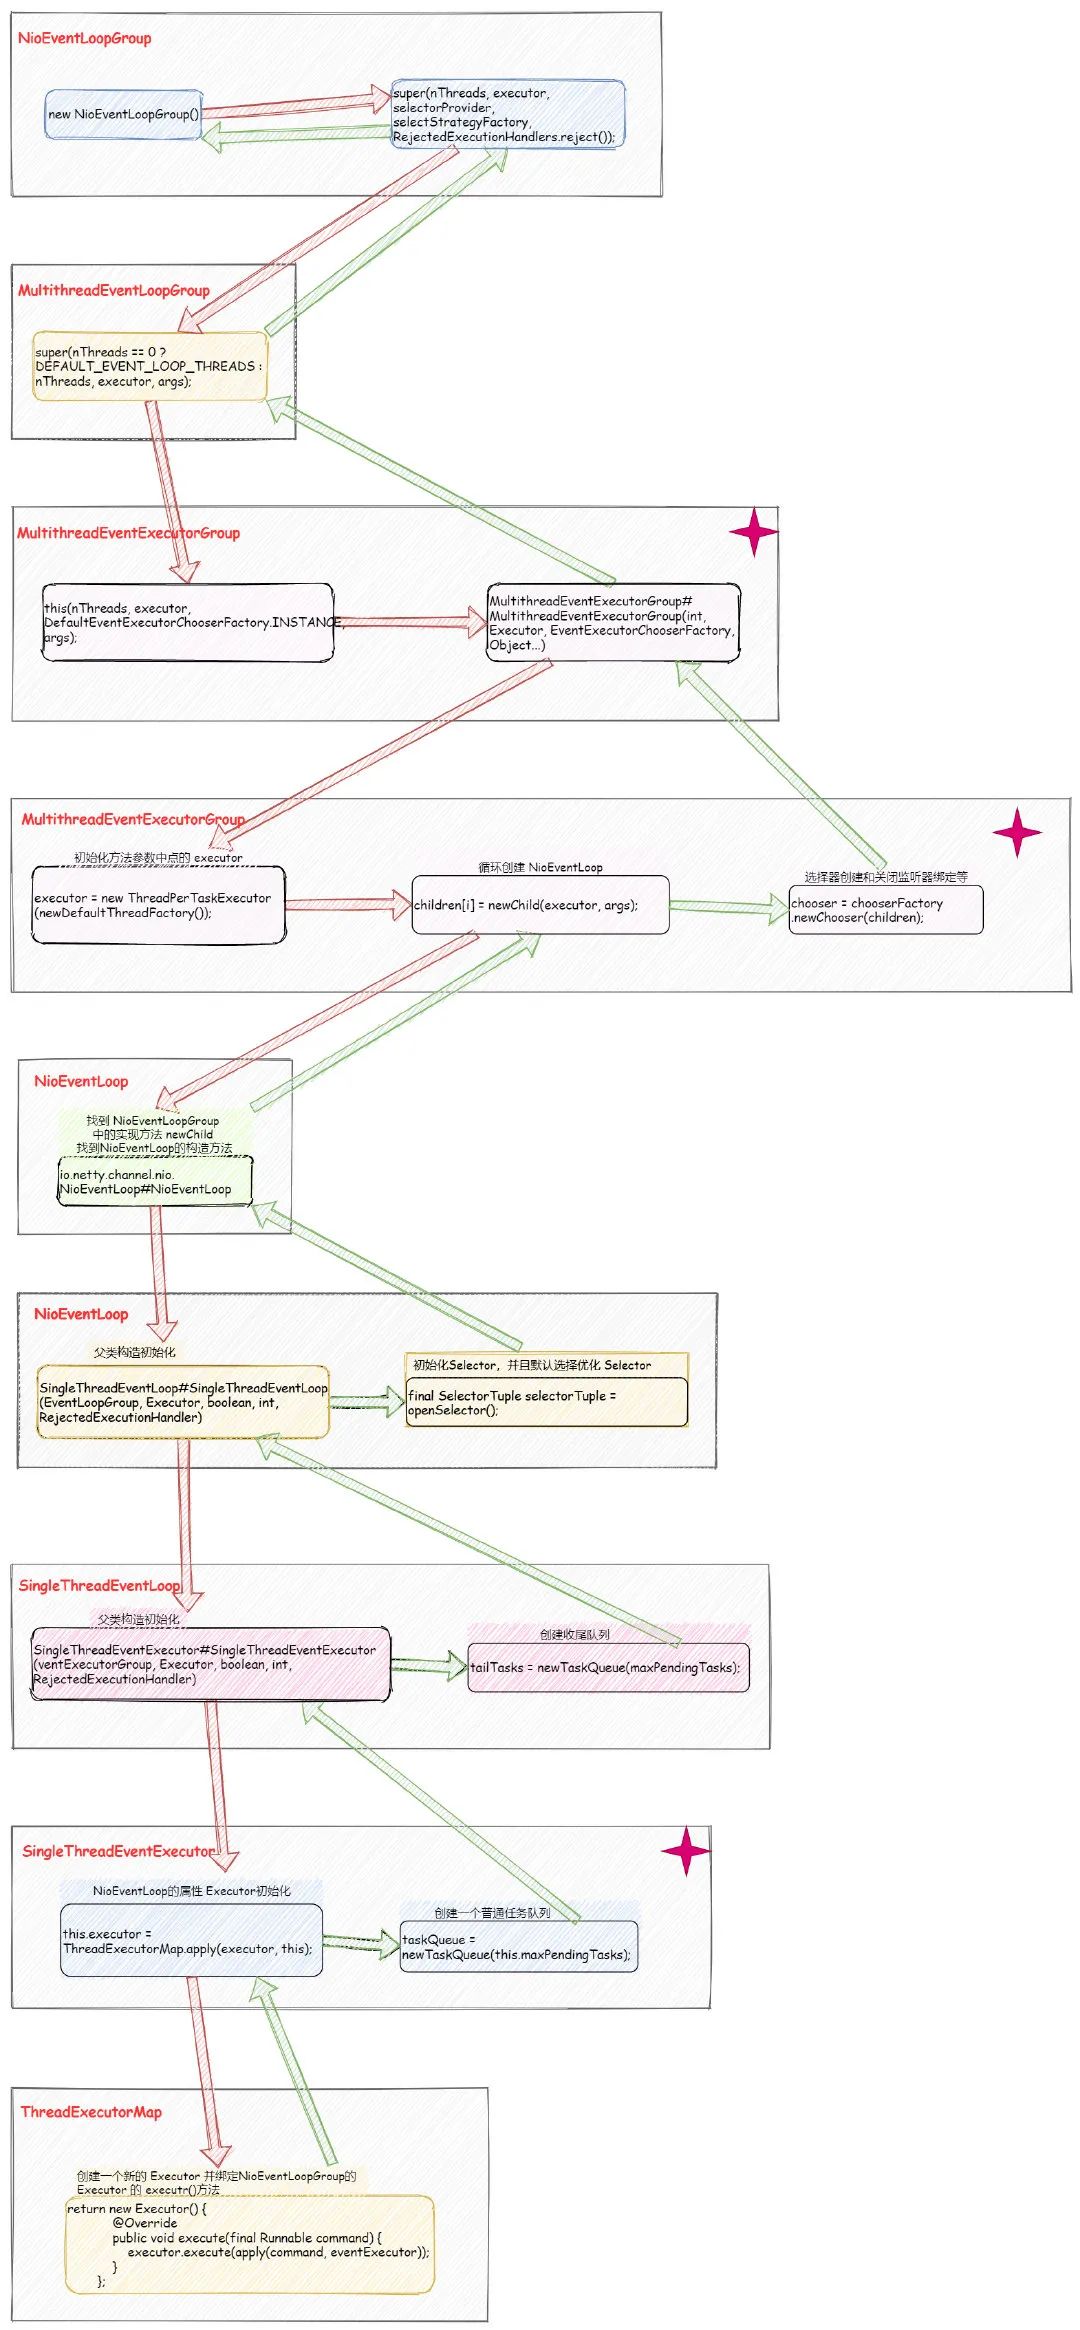 NioEventLoopGroup
new NioEventLoopGroup()
super(nThreads, executor,
selectorProvider,
selectStrategyFactory,
RejectedExecutionHandlers.reject());
MultithreadEventLoopGroup
super(nThreads == 0 ?
DEFAULT_EVENT_LOOP_THREADS :
nThreads, executor, args);
MultithreadEventExecutorGroup
this(nThreads, executor,
DefaultEventExecutorChooserFactory.INSTANCE,
args);
MultithreadEventExecutorGroup#
MultithreadEventExecutorGroup(int,
Executor, EventExecutorChooserFactory,
Object...)
MultithreadEventExecutorGroup
初始化方法参数中点的 executor
executor = new ThreadPerTaskExecutor
(newDefaultThreadFactory());
循环创建 NioEventLoop
children[i] = newChild(executor, args);
选择器创建和关闭监听器绑定等
chooser = chooserFactory
.newChooser(children);
NioEventLoop
找到 NioEventLoopGroup
中的实现方法 newChild
找到NioEventLoop的构造方法
io.netty.channel.nio.
NioEventLoop#NioEventLoop
NioEventLoop
父类构造初始化
SingleThreadEventLoop#SingleThreadEventLoop
(EventLoopGroup, Executor, boolean, int,
RejectedExecutionHandler)
初始化Selector，并且默认选择优化 Selector
final SelectorTuple selectorTuple =
openSelector();
SingleThreadEventLoop
父类构造初始化
SingleThreadEventExecutor#SingleThreadEventExecutor
(ventExecutorGroup, Executor, boolean, int,
RejectedExecutionHandler)
创建收尾队列
tailTasks = newTaskQueue(maxPendingTasks);
SingleThreadEventExecutor
NioEventLoop的属性 Executor初始化
this.executor =
ThreadExecutorMap.apply(executor, this);
创建一个普通任务队列
taskQueue =
newTaskQueue(this.maxPendingTasks);
ThreadExecutorMap
创建一个新的 Executor 并绑定NioEventLoopGroup的
Executor 的 executr()方法
return new Executor() {
@Override
public void execute(final Runnable command) {
executor.execute(apply(command, eventExecutor));
}
};